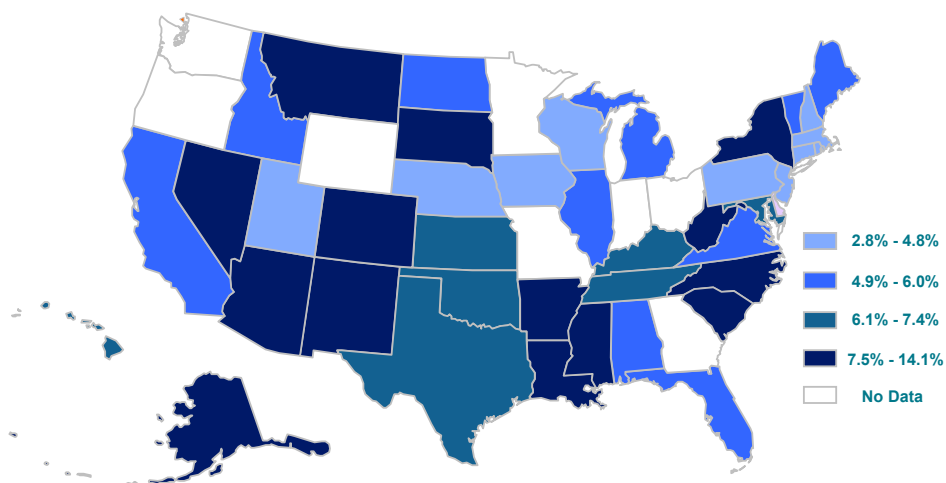 2.8% - 4.8%
4.9% - 6.0%
6.1% - 7.4%
7.5% - 14.1%
No Data